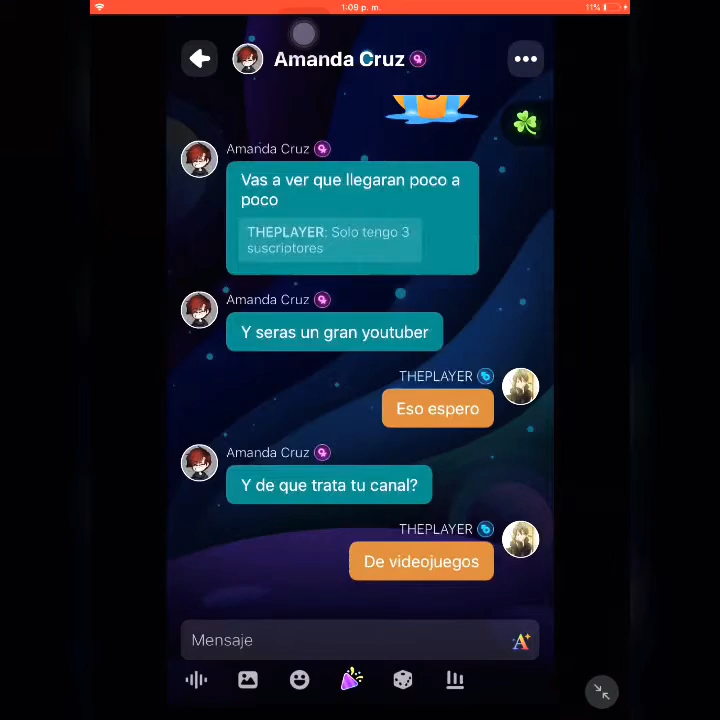 1:09 p. m.
11%
Amanda Cruz
Amanda Cruz
Vas a ver que llegaran poco a
poco
THEPLAYER: Solo tengo 3
suscriptores
Amanda Cruz
Y seras un gran youtuber
THEPLAYER
Eso espero
Amanda Cruz
Y de que trata tu canal?
THEPLAYER
De videojuegos
Mensaje
A